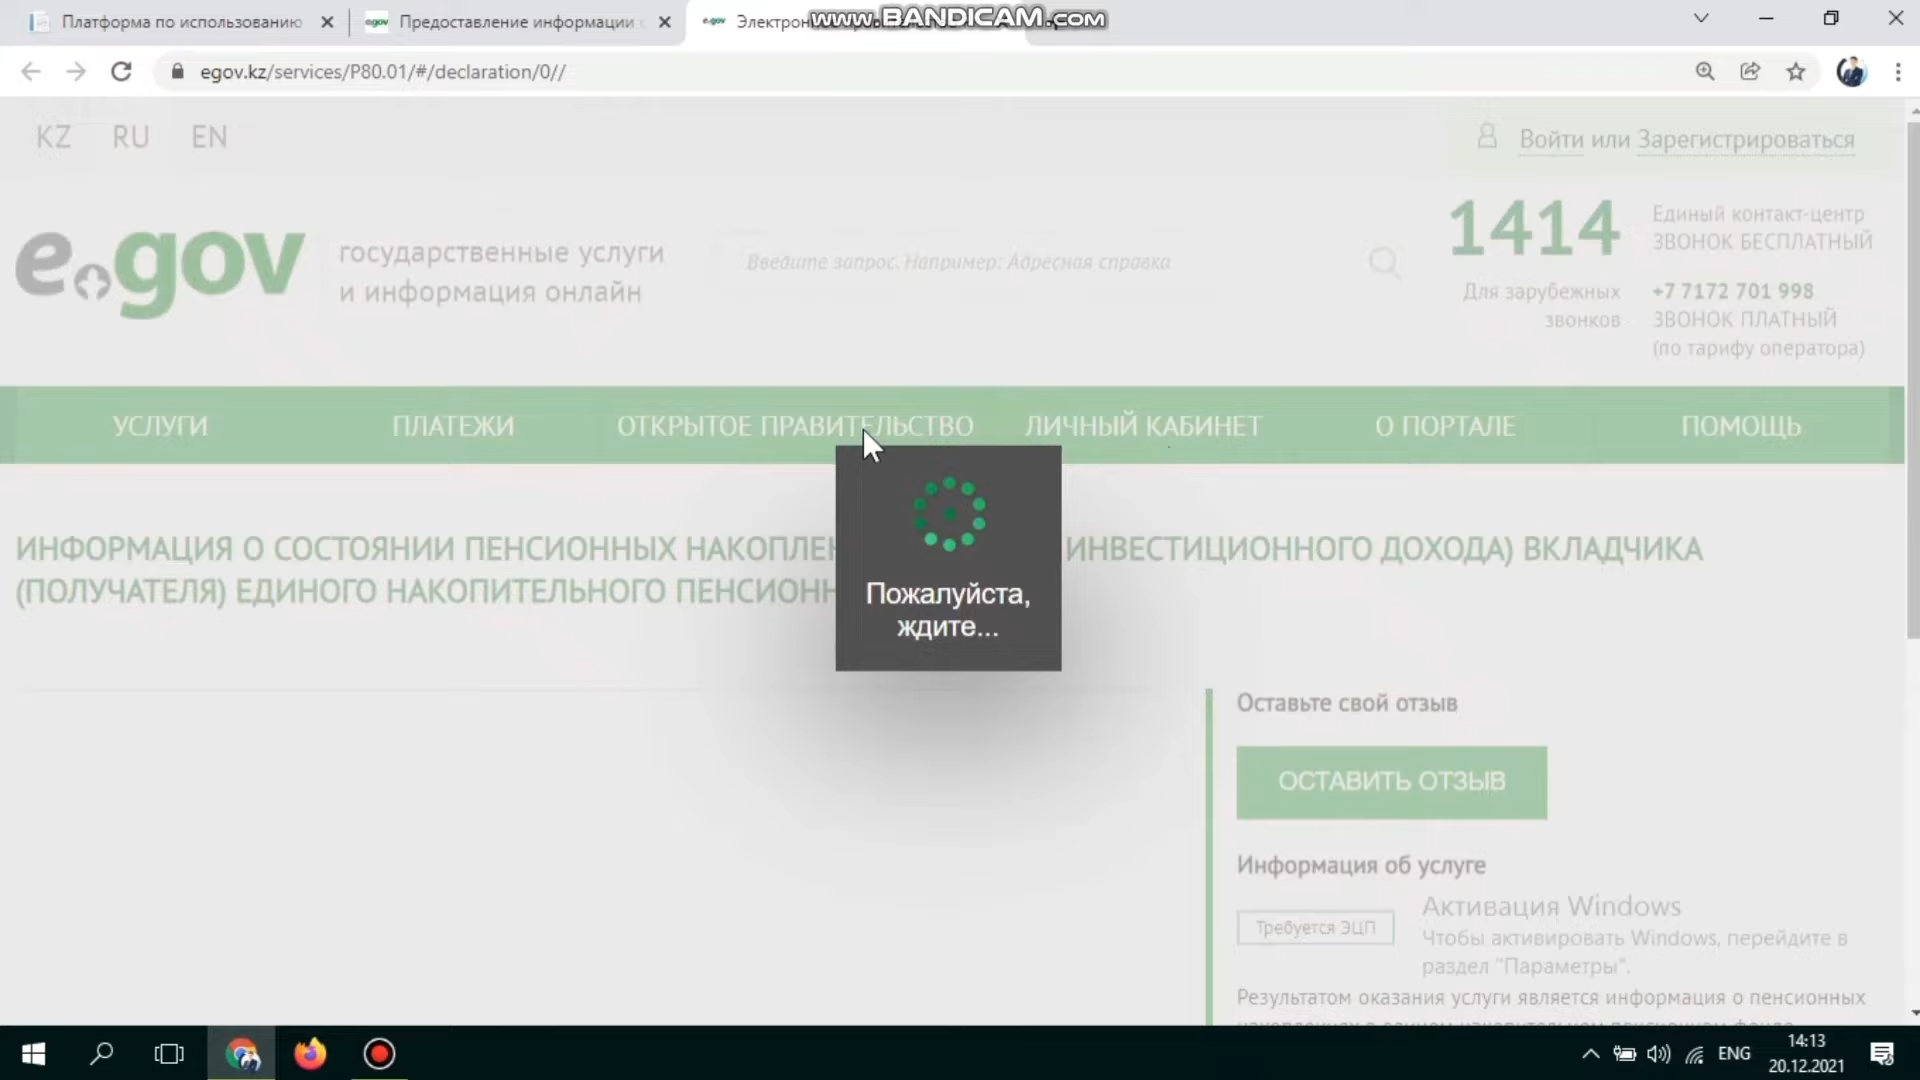 Платформа по использованию
Предоставление информации
www.BANDICAM.com
egov.kz/services/P80.01/#/declaration/0//
KZ RU EN
Войти или Зарегистрироваться
egov
государственные услуги
и информация онлайн
Введите запрос. Например: Адресная справка
1414
Единый контакт-центр
ЗВОНОК БЕСПЛАТНЫЙ
Для зарубежных
звонков
+7 7172 701 998
ЗВОНОК ПЛАТНЫЙ
(по тарифу оператора)
УСЛУГИ ПЛАТЕЖИ ОТКРЫТОЕ ПРАВИТЕЛЬСТВО ЛИЧНЫЙ КАБИНЕТ О ПОРТАЛЕ ПОМОЩЬ
ИНФОРМАЦИЯ О СОСТОЯНИИ ПЕНСИОННЫХ НАКОПЛЕН ИНВЕСТИЦИОННОГО ДОХОДА) ВКЛАДЧИКА
(ПОЛУЧАТЕЛЯ) ЕДИНОГО НАКОПИТЕЛЬНОГО ПЕНСИОНН
Пожалуйста,
ждите...
Оставьте свой отзыв
ОСТАВИТЬ ОТЗЫВ
Информация об услуге
Требуется ЭЦП
Активация Windows
Чтобы активировать Windows, перейдите в
раздел "Параметры".
Результатом оказания услуги является информация о пенсионных
ENG
14:13
20.12.2021